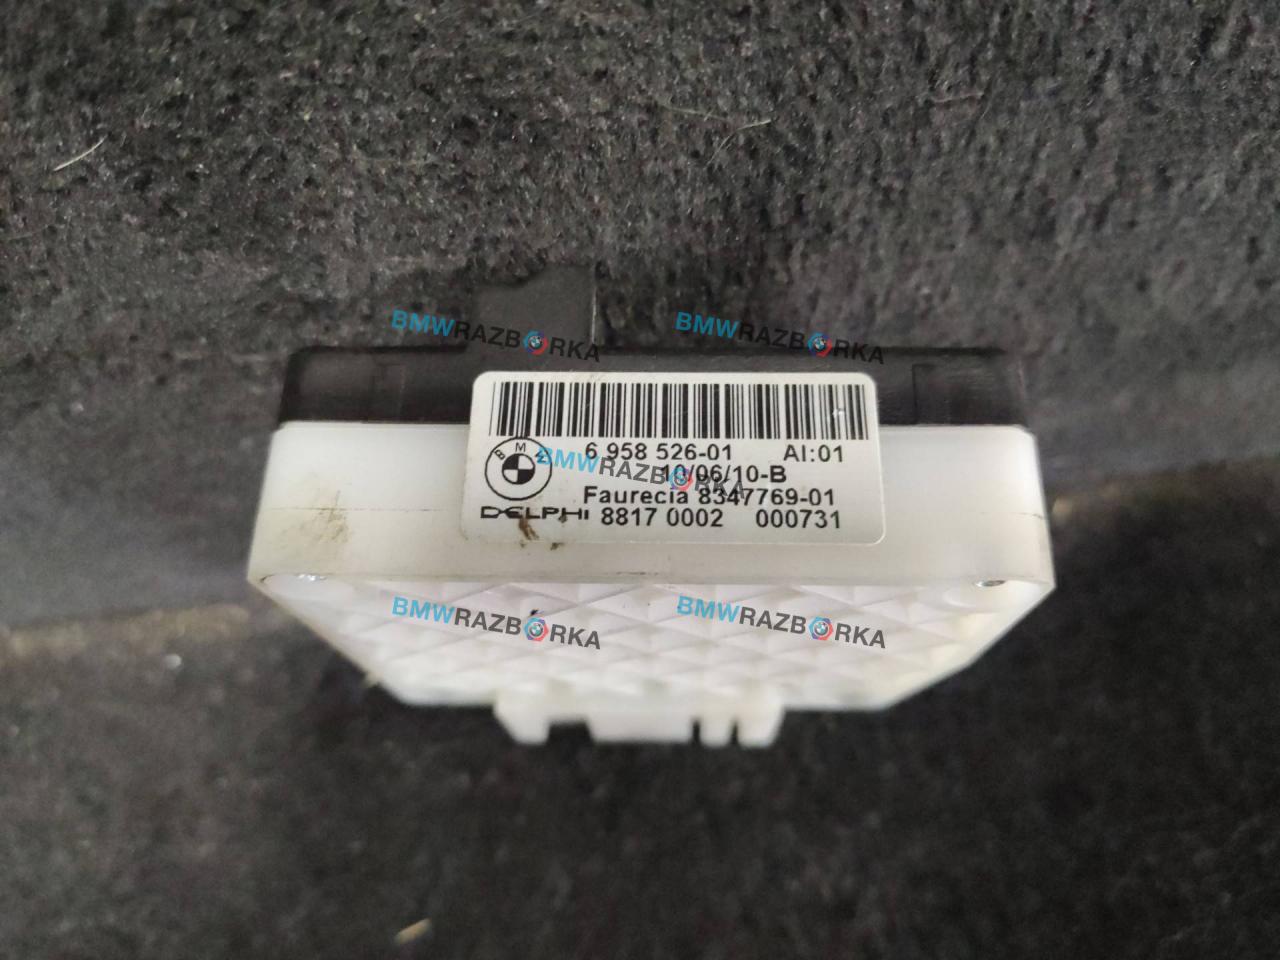 BMWRAZBORKA
BMWRAZBORKA
BMW
6 958 526-01 AI:01
BMWRAZBORKA
10/06/10-B
Faurecia 8347769-01
DELPHI 8817 0002 000731
BMWRAZBORKA
BMWRAZBORKA